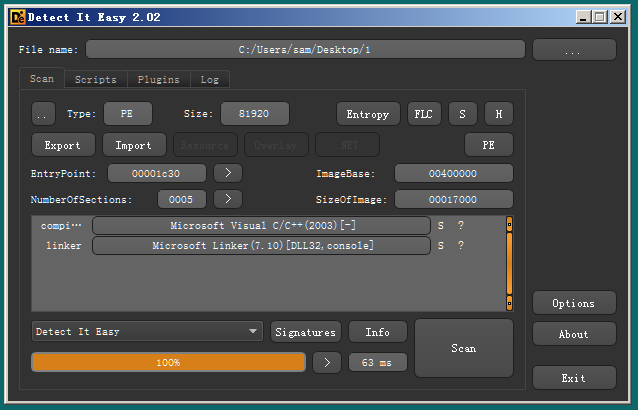 Detect It Easy 2.02
File name: C:/Users/sam/Desktop/1 ...
Scan Scripts Plugins Log
.. Type: PE Size: 81920 Entropy FLC S H
Export Import Resource Overlay .NET PE
EntryPoint: 00001c30 > ImageBase: 00400000
NumberOfSections: 0005 > SizeOfImage: 00017000
compi… Microsoft Visual C/C++(2003)[-] S ?
linker Microsoft Linker(7.10)[DLL32,console] S ?
Options
Detect It Easy Signatures Info Scan About
100% > 63 ms
Exit